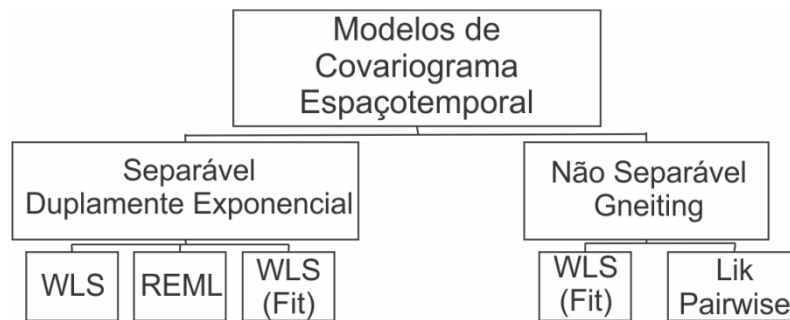 Modelos de
Covariograma
Espaçotemporal
Separável
Duplamente Exponencial
Não Separável
Gneiting
WLS
REML
WLS
(Fit)
WLS
(Fit)
Lik
Pairwise